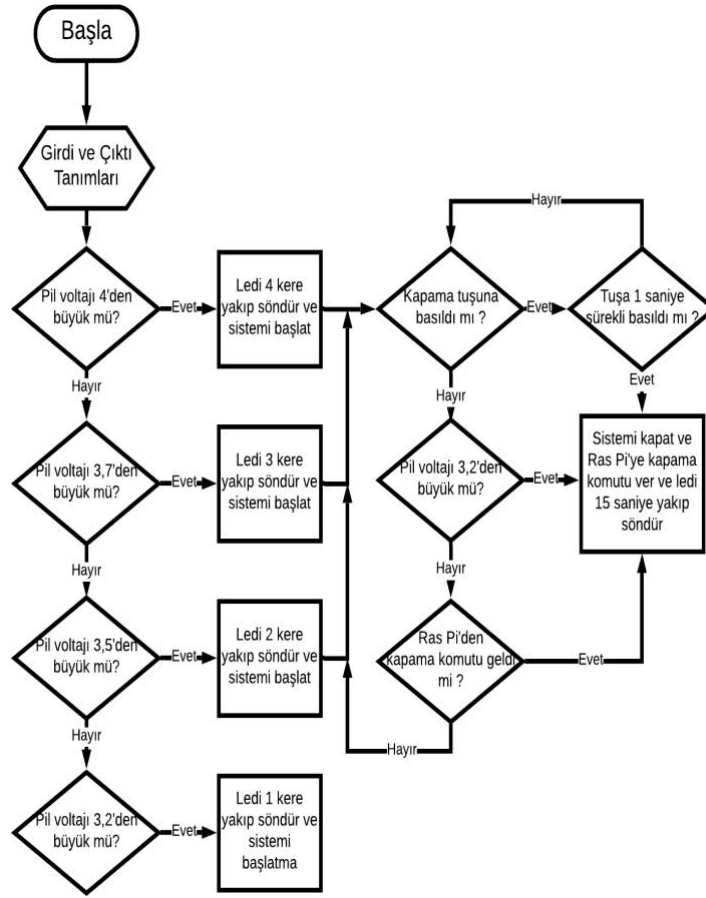 Başla
Girdi ve Çıktı
Tanımları
Pil voltajı 4'den
büyük mü?
Evet
Ledi 4 kere
yakıp söndür ve
sistemi başlat
Hayır
Pil voltajı 3,7'den
büyük mü?
Evet
Ledi 3 kere
yakıp söndür ve
sistemi başlat
Hayır
Pil voltajı 3,5'den
büyük mü?
Evet
Ledi 2 kere
yakıp söndür ve
sistemi başlat
Hayır
Pil voltajı 3,2'den
büyük mü?
Evet
Ledi 1 kere
yakıp söndür ve
sistemi
başlatma
Hayır
Kapama tuşuna
basıldı mı ?
Evet
Tuşa 1 saniye
sürekli basıldı mı ?
Evet
Hayır
Pil voltajı 3,2'den
büyük mü?
Evet
Sistemi kapat ve
Ras Pi'ye kapama
komutu ver ve ledi
15 saniye yakıp
söndür
Hayır
Ras Pi'den
kapama komutu geldi
mi ?
Evet
Hayır